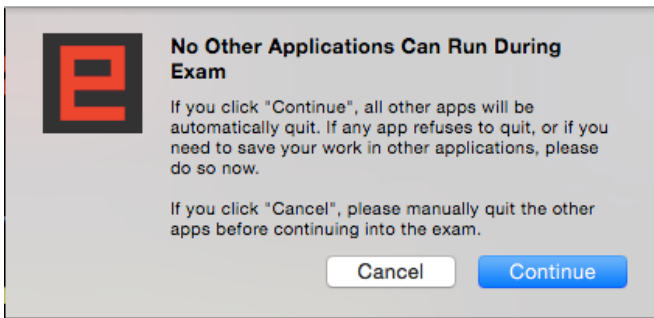 No Other Applications Can Run During
Exam
If you click "Continue", all other apps will be
automatically quit. If any app refuses to quit, or if you
need to save your work in other applications, please
do so now.
If you click "Cancel", please manually quit the other
apps before continuing into the exam.
Cancel Continue